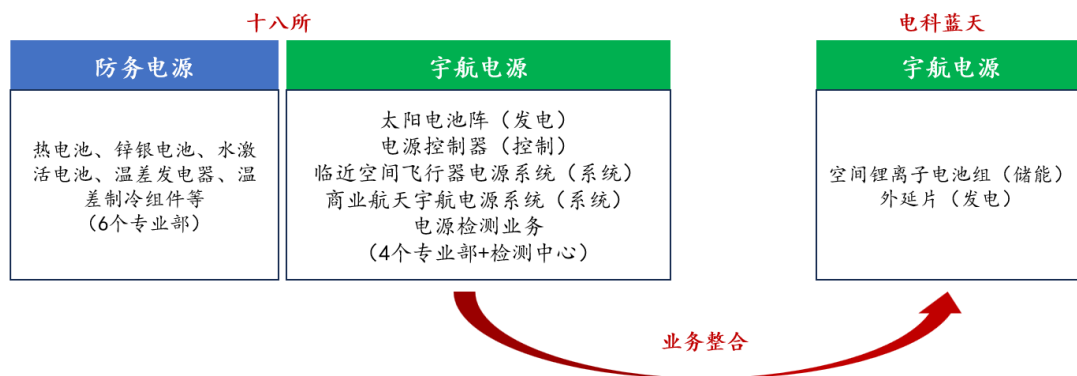 十八所
电科蓝天
防务电源
宇航电源
宇航电源
热电池、锌银电池、水激
活电池、温差发电器、温
差制冷组件等
（6个专业部）
太阳电池阵（发电）
电源控制器（控制）
临近空间飞行器电源系统（系统）
商业航天宇航电源系统（系统）
电源检测业务
（4个专业部+检测中心）
空间锂离子电池组（储能）
外延片（发电）
业务整合